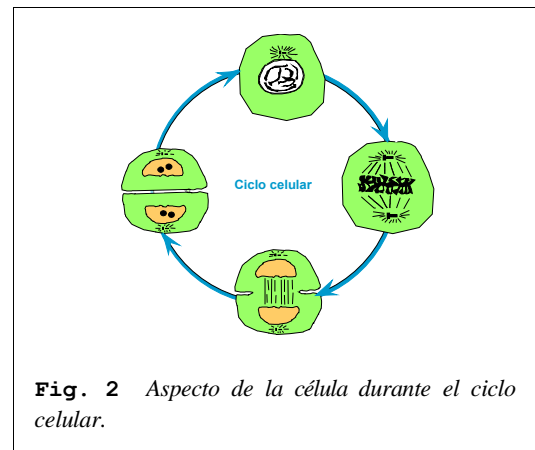 Ciclo celular
Fig. 2 Aspecto de la célula durante el ciclo
celular.